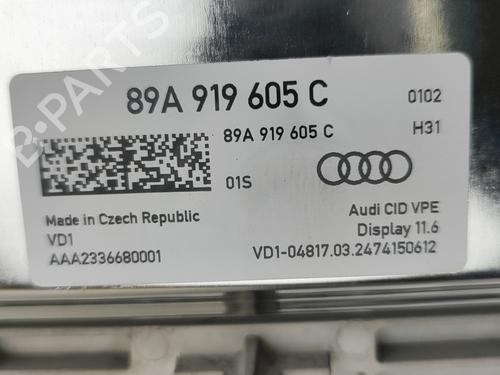 89A 919 605 C 0102
89A 919 605 C H31
01S
Made in Czech Republic Audi CID VPE
VD1 Display 11.6
AAA2336680001 VD1-04817.03.2474150612
B-PARTS